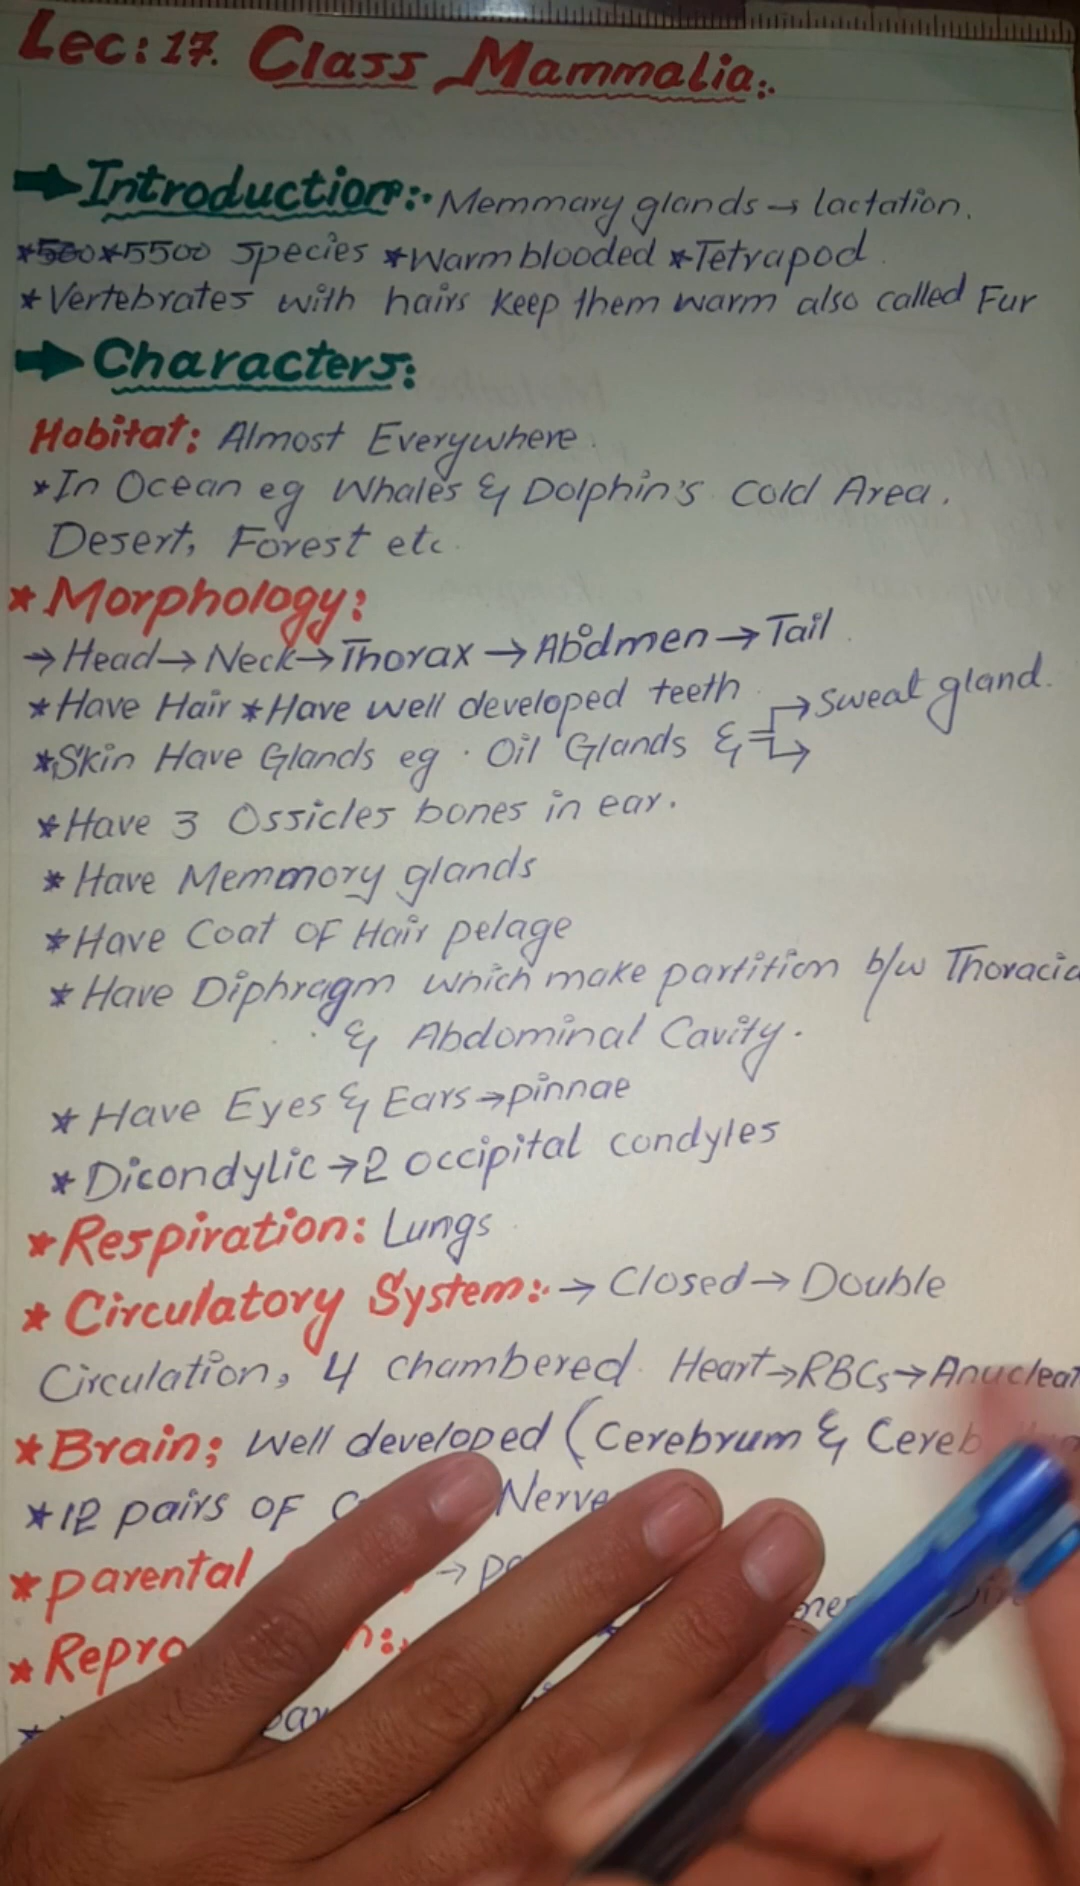 Lec: 17. Class Mammalia:.
→ Introduction:. Memmary glands → lactation.
*5500 Species *Warm blooded *Tetrapod.
*Vertebrates with hairs keep them warm also called Fur
→ Characters:
Habitat: Almost Everywhere.
*In Ocean eg Whales & Dolphin's Cold Area.
Desert, Forest etc.
* Morphology:
→ Head → Neck → Thorax → Abdmen → Tail
*Have Hair *Have well developed teeth
→ Sweat gland.
*Skin Have Glands eg. Oil Glands & →
*Have 3 Ossicles bones in ear.
* Have Memmory glands
*Have Coat OF Hair pelage
* Have Diphragm which make partition b/w Thoracic
& Abdominal Cavity.
* Have Eyes & Ears → pinnae
* Dicondylic → 2 occipital condyles
* Respiration: Lungs
* Circulatory System:. → Closed → Double
Circulation, 4 chambered Heart → RBCs → Anucleat
* Brain; Well developed (Cerebrum & Cereb
*12 pairs OF Nerve
* parental →
* Repro n:.